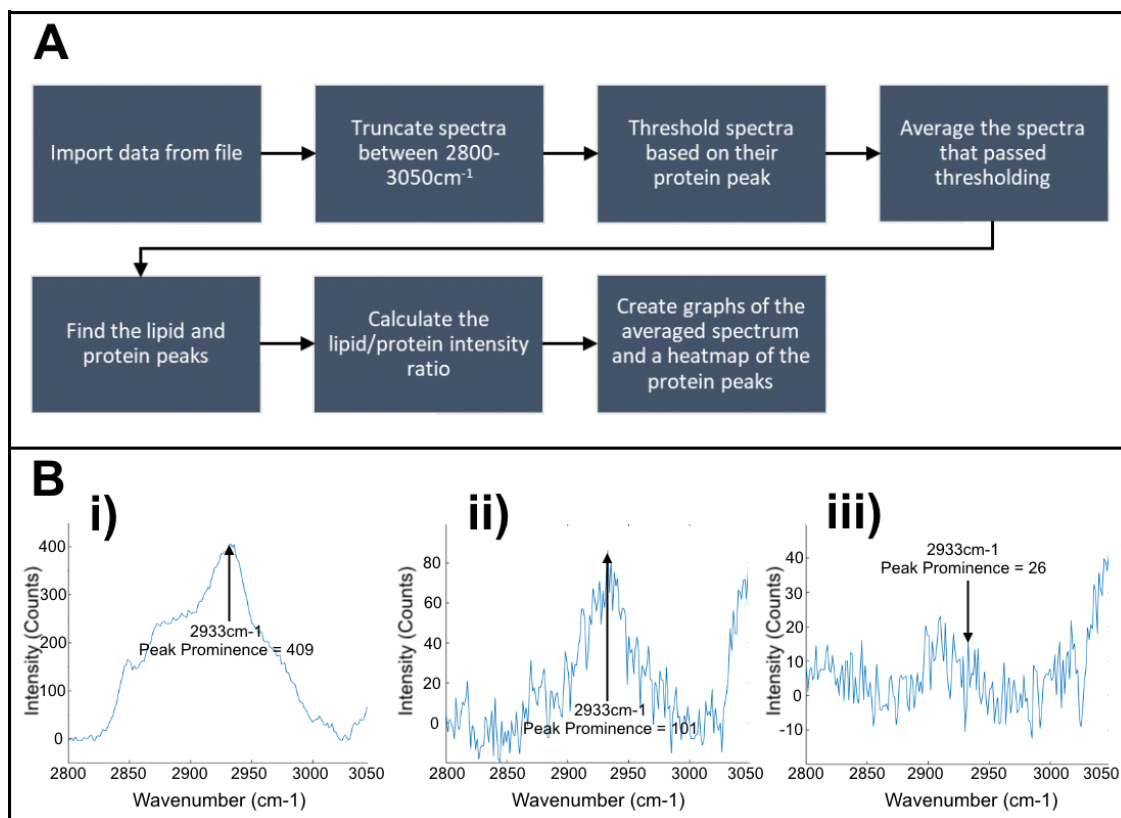 A
Import data from file
Truncate spectra
between 2800-
3050cm⁻¹
Threshold spectra
based on their
protein peak
Average the spectra
that passed
thresholding
Find the lipid and
protein peaks
Calculate the
lipid/protein intensity
ratio
Create graphs of the
averaged spectrum
and a heatmap of the
protein peaks
B
i)
400
300
200
100
0
Intensity (Counts)
2933cm-1
Peak Prominence = 409
2800 2850 2900 2950 3000 3050
Wavenumber (cm-1)
ii)
80
60
40
20
0
Intensity (Counts)
2933cm-1
Peak Prominence = 101
2800 2850 2900 2950 3000 3050
Wavenumber (cm-1)
iii)
40
30
20
10
0
-10
Intensity (Counts)
2933cm-1
Peak Prominence = 26
2800 2850 2900 2950 3000 3050
Wavenumber (cm-1)